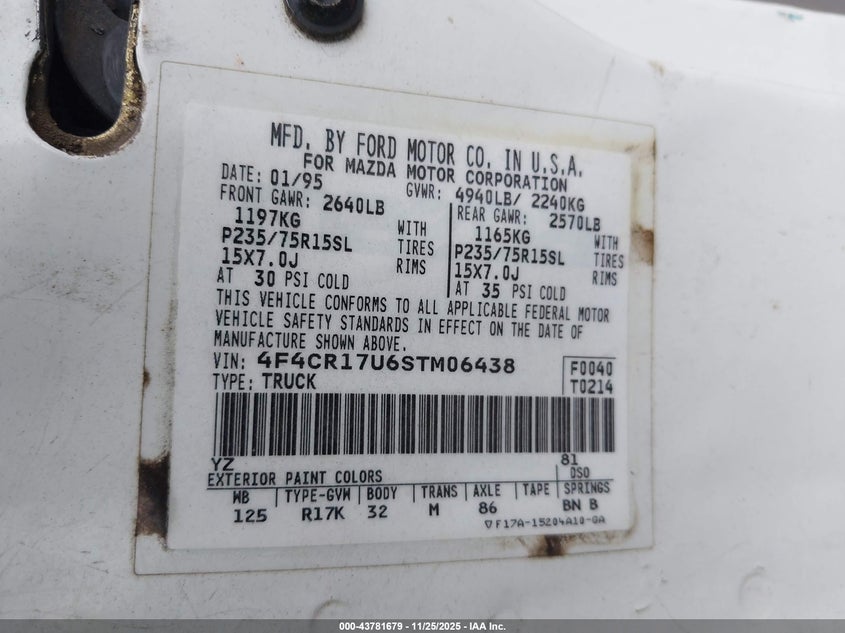 MFD. BY FORD MOTOR CO. IN U.S.A.
FOR MAZDA MOTOR CORPORATION
DATE: 01/95 GVWR: 4940LB/ 2240KG
FRONT GAWR: 2640LB REAR GAWR: 2570LB
1197KG WITH 1165KG WITH
P235/75R15SL TIRES P235/75R15SL TIRES
15X7.0J RIMS 15X7.0J RIMS
AT 30 PSI COLD AT 35 PSI COLD
THIS VEHICLE CONFORMS TO ALL APPLICABLE FEDERAL MOTOR
VEHICLE SAFETY STANDARDS IN EFFECT ON THE DATE OF
MANUFACTURE SHOWN ABOVE.
VIN: 4F4CR17U6STM06438 F0040
TYPE: TRUCK T0214
YZ 81
EXTERIOR PAINT COLORS DSO
WB TYPE-GVW BODY TRANS AXLE TAPE SPRINGS
125 R17K 32 M 86 BN B
F17A-15204A10-GA
000-43781679 | 11/25/2025 | IAA Inc.